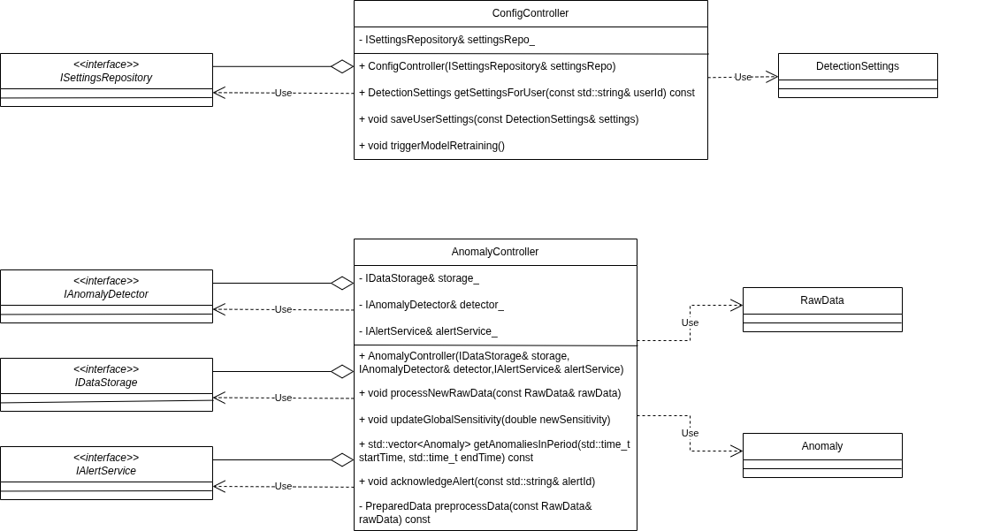 ConfigController
- ISettingsRepository& settingsRepo_
+ ConfigController(ISettingsRepository& settingsRepo)
+ DetectionSettings getSettingsForUser(const std::string& userId) const
+ void saveUserSettings(const DetectionSettings& settings)
+ void triggerModelRetraining()
<<interface>>
ISettingsRepository
Use
Use
DetectionSettings
AnomalyController
- IDataStorage& storage_
- IAnomalyDetector& detector_
- IAlertService& alertService_
+ AnomalyController(IDataStorage& storage,
IAnomalyDetector& detector,IAlertService& alertService)
+ void processNewRawData(const RawData& rawData)
+ void updateGlobalSensitivity(double newSensitivity)
+ std::vector<Anomaly> getAnomaliesInPeriod(std::time_t
startTime, std::time_t endTime) const
+ void acknowledgeAlert(const std::string& alertId)
- PreparedData preprocessData(const RawData&
rawData) const
<<interface>>
IAnomalyDetector
Use
<<interface>>
IDataStorage
Use
<<interface>>
IAlertService
Use
Use
RawData
Use
Anomaly